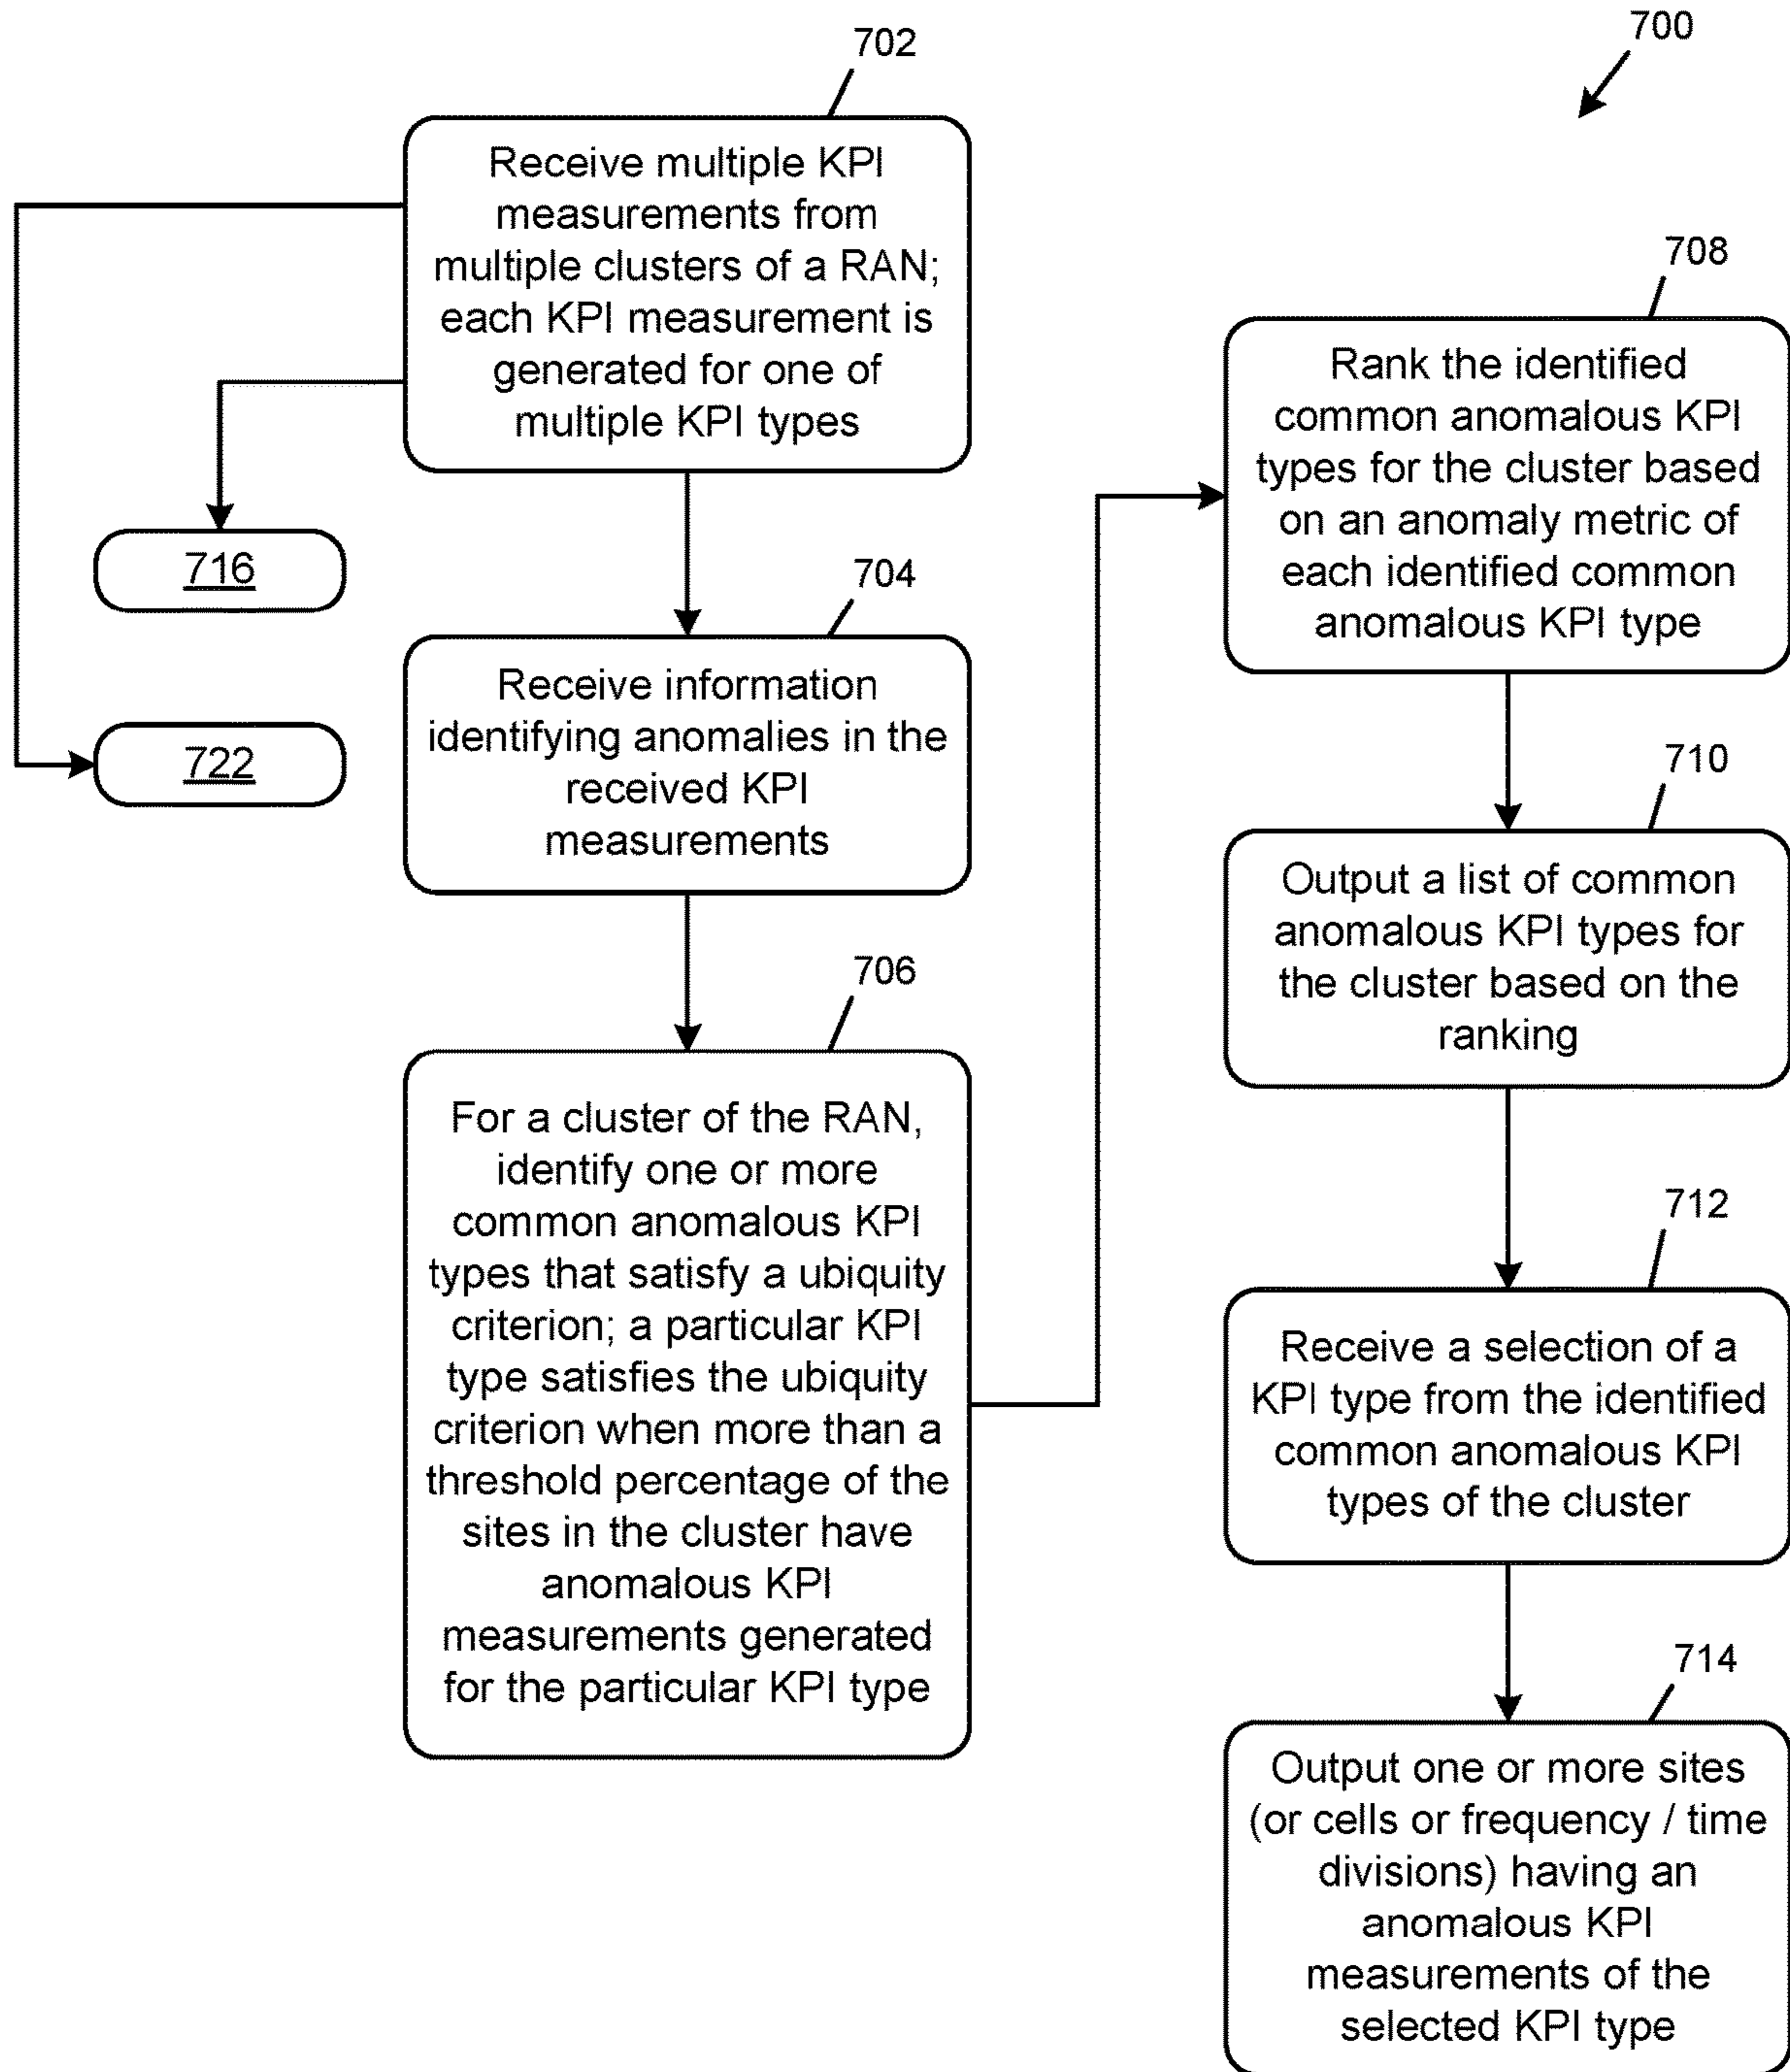 700
702
Receive multiple KPI
measurements from
multiple clusters of a RAN;
each KPI measurement is
generated for one of
multiple KPI types
716
722
704
Receive information
identifying anomalies in the
received KPI
measurements
706
For a cluster of the RAN,
identify one or more
common anomalous KPI
types that satisfy a ubiquity
criterion; a particular KPI
type satisfies the ubiquity
criterion when more than a
threshold percentage of the
sites in the cluster have
anomalous KPI
measurements generated
for the particular KPI type
708
Rank the identified
common anomalous KPI
types for the cluster based
on an anomaly metric of
each identified common
anomalous KPI type
710
Output a list of common
anomalous KPI types for
the cluster based on the
ranking
712
Receive a selection of a
KPI type from the identified
common anomalous KPI
types of the cluster
714
Output one or more sites
(or cells or frequency / time
divisions) having an
anomalous KPI
measurements of the
selected KPI type